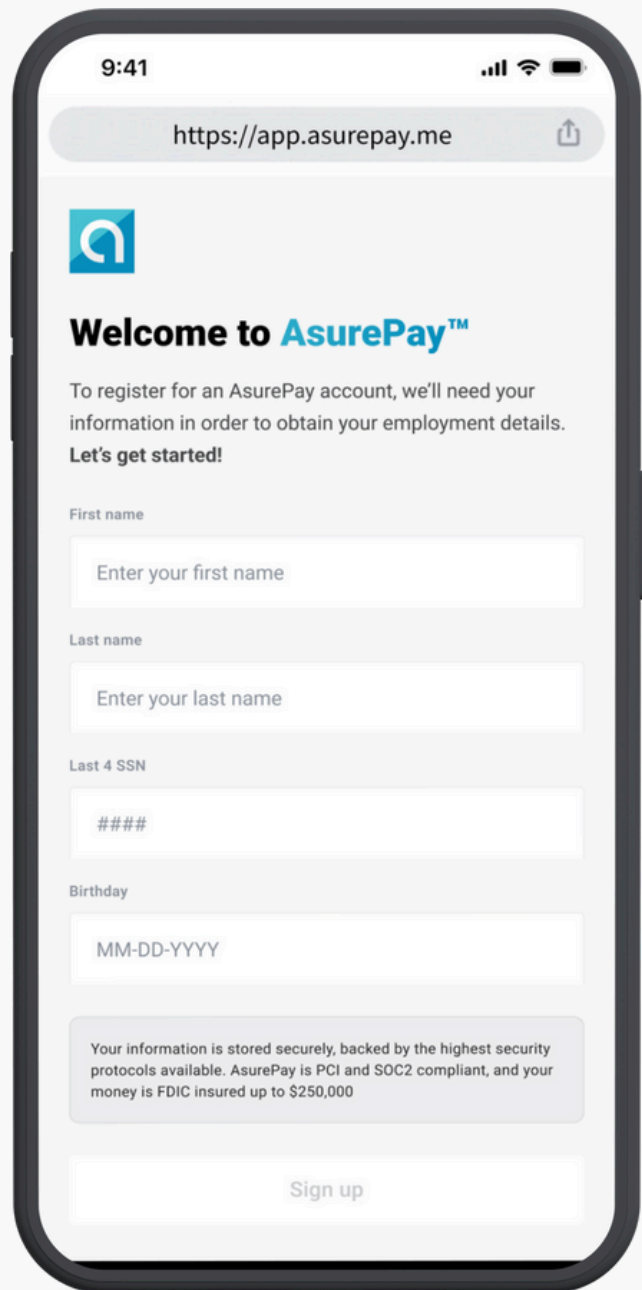 9:41
https://app.asurepay.me
Welcome to AsurePay™
To register for an AsurePay account, we’ll need your
information in order to obtain your employment details.
Let’s get started!
First name
Enter your first name
Last name
Enter your last name
Last 4 SSN
####
Birthday
MM-DD-YYYY
Your information is stored securely, backed by the highest security
protocols available. AsurePay is PCI and SOC2 compliant, and your
money is FDIC insured up to $250,000
Sign up